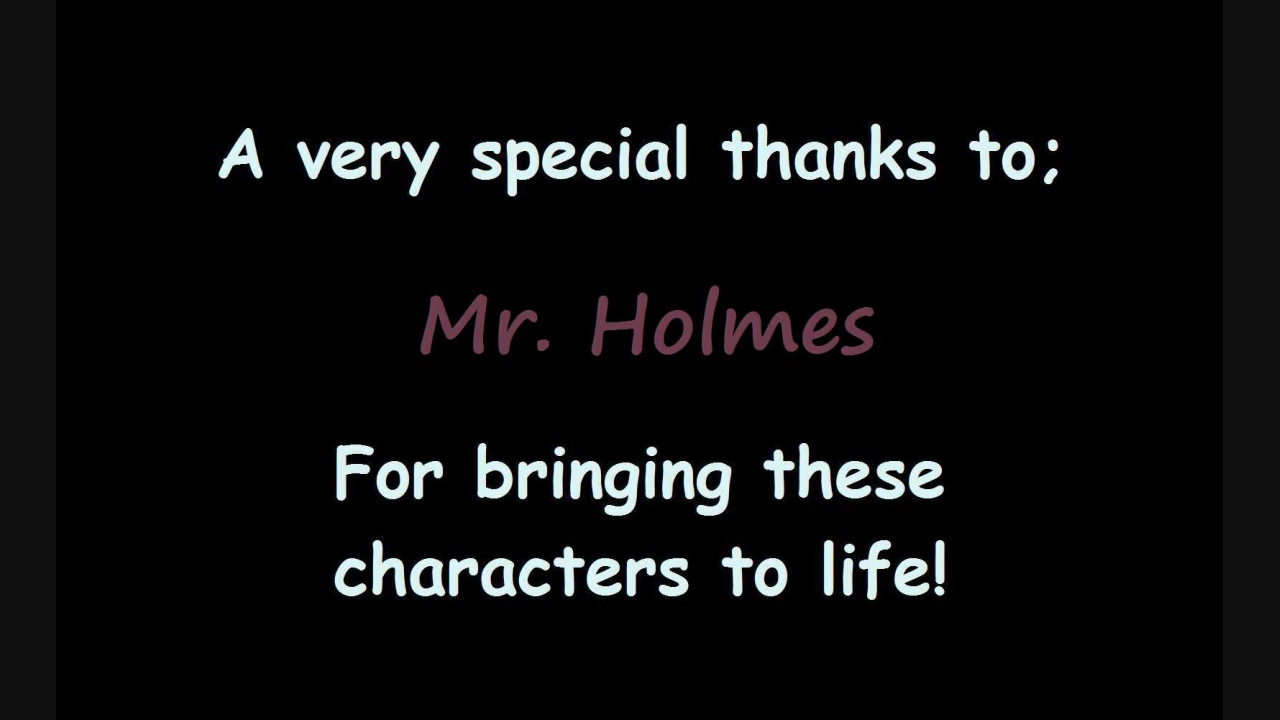 A very special thanks to;
Mr. Holmes
For bringing these
characters to life!